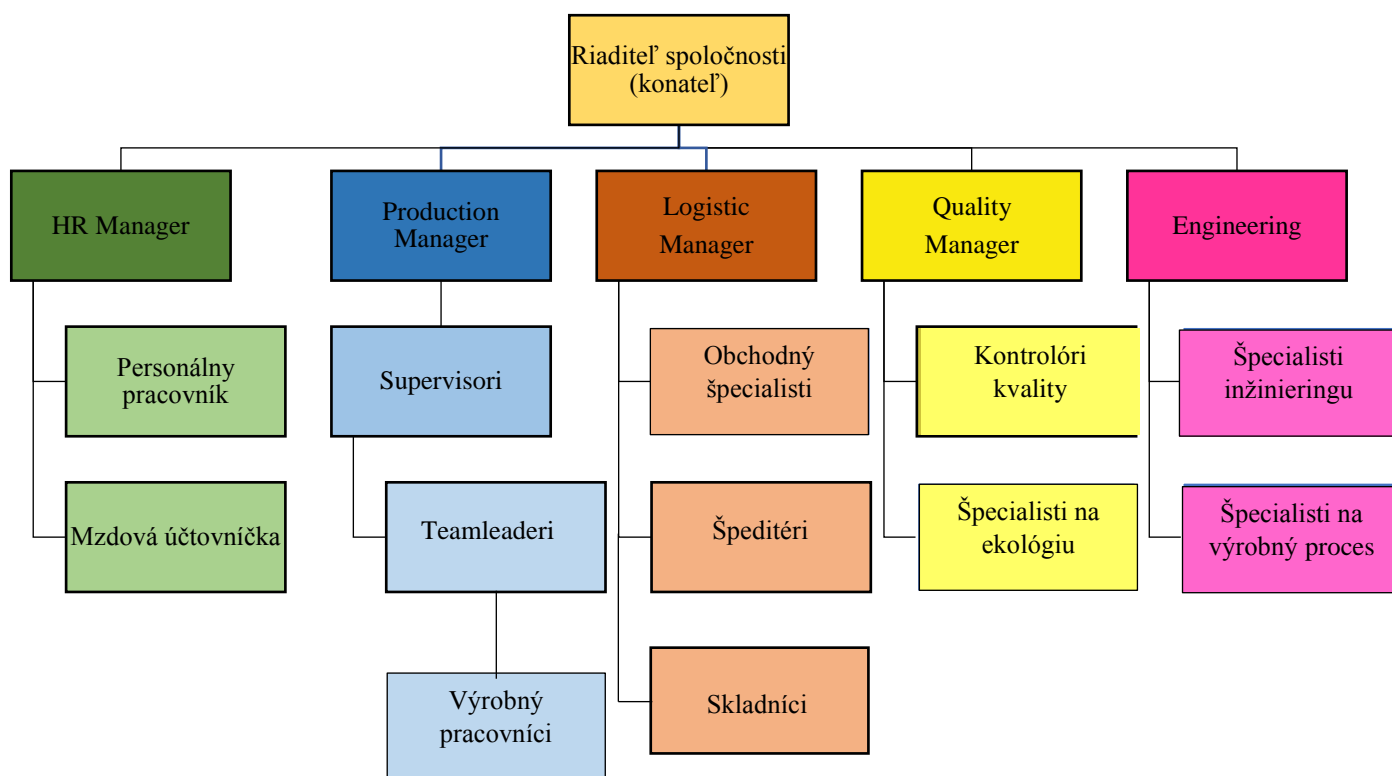 Riaditeľ spoločnosti
(konateľ)
HR Manager
Production
Manager
Logistic
Manager
Quality
Manager
Engineering
Personálny
pracovník
Supervisori
Obchodný
špecialisti
Kontrolóri
kvality
Špecialisti
inžinieringu
Mzdová účtovníčka
Teamleaderi
Špeditéri
Špecialisti na
ekológiu
Špecialisti na
výrobný proces
Výrobný
pracovníci
Skladníci